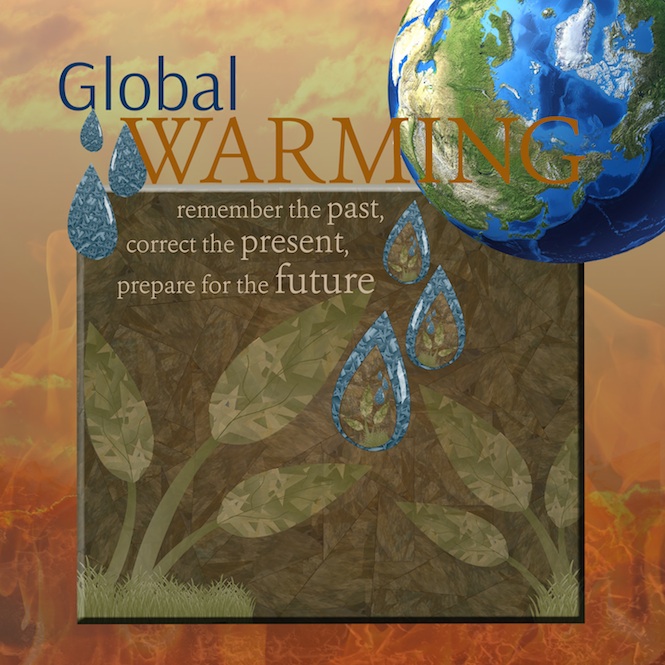 Global
WARMING
remember the past,
correct the present,
prepare for the future